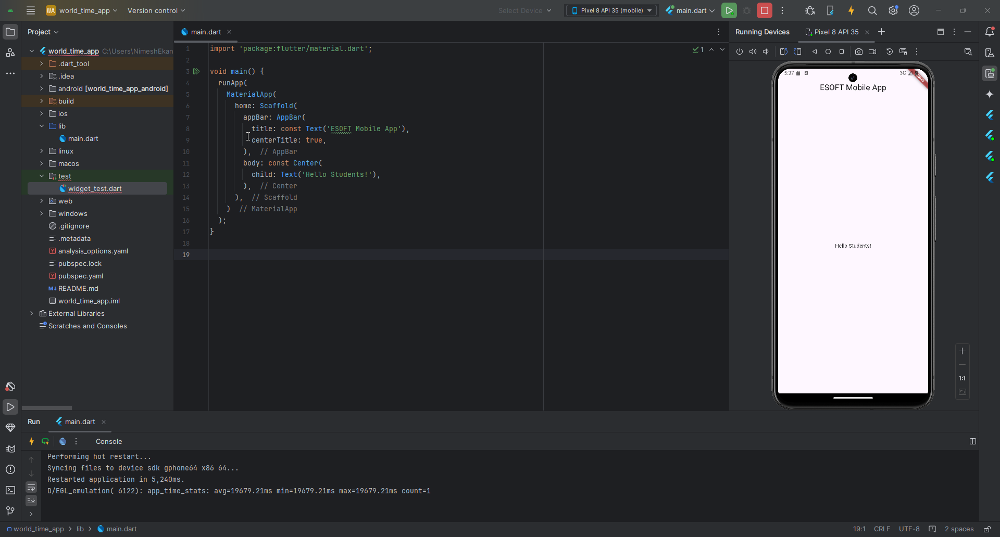 WA world_time_app Version control Select Device Pixel 8 API 35 (mobile) main.dart
Project
main.dart
Running Devices Pixel 8 API 35
world_time_app C:\Users\NimeshEkan
.dart_tool
.idea
android [world_time_app_android]
build
ios
lib
main.dart
linux
macos
test
widget_test.dart
web
windows
.gitignore
.metadata
analysis_options.yaml
pubspec.lock
pubspec.yaml
README.md
world_time_app.iml
External Libraries
Scratches and Consoles
1 import 'package:flutter/material.dart';
2
3 void main() {
4 runApp(
5 MaterialApp(
6 home: Scaffold(
7 appBar: AppBar(
8 title: const Text('ESOFT Mobile App'),
9 centerTitle: true,
10 ), // AppBar
11 body: const Center(
12 child: Text('Hello Students!'),
13 ), // Center
14 ), // Scaffold
15 ) // MaterialApp
16 );
17 }
18
19
1
5:37 3G
DEBUG
ESOFT Mobile App
Hello Students!
1:1
Run main.dart
Console
Performing hot restart...
Syncing files to device sdk gphone64 x86 64...
Restarted application in 5,240ms.
D/EGL_emulation( 6122): app_time_stats: avg=19679.21ms min=19679.21ms max=19679.21ms count=1
world_time_app > lib > main.dart
19:1 CRLF UTF-8 2 spaces